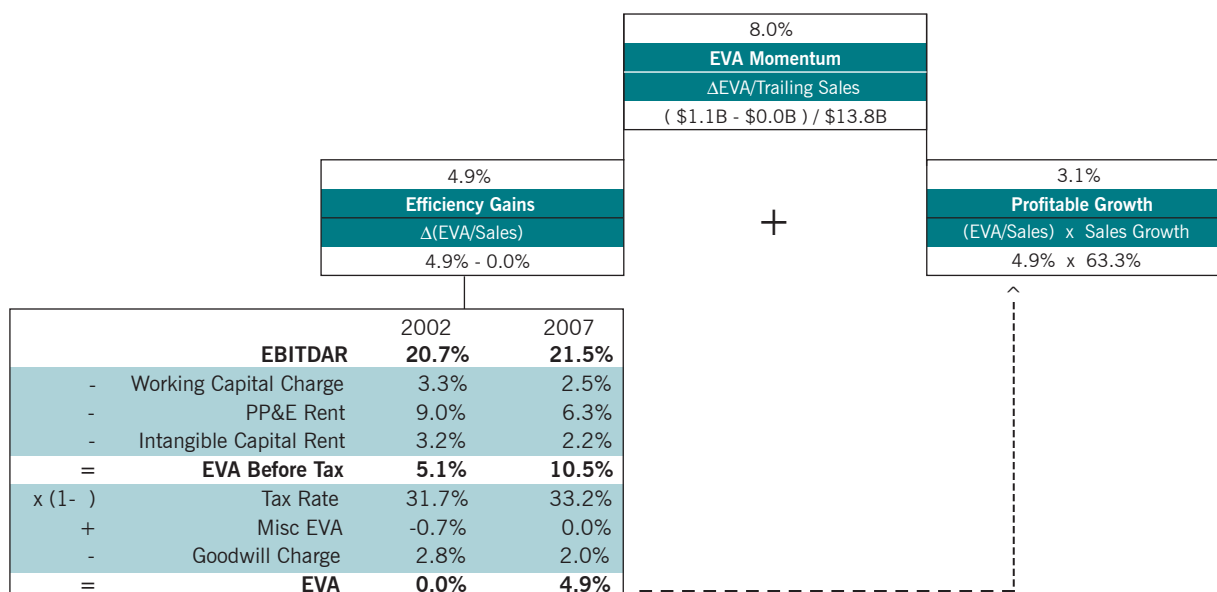 8.0%
EVA Momentum
ΔEVA/Trailing Sales
( $1.1B - $0.0B ) / $13.8B
4.9%
Efficiency Gains
Δ(EVA/Sales)
4.9% - 0.0%
+
3.1%
Profitable Growth
(EVA/Sales) x Sales Growth
4.9% x 63.3%
2002 2007
EBITDAR 20.7% 21.5%
- Working Capital Charge 3.3% 2.5%
- PP&E Rent 9.0% 6.3%
- Intangible Capital Rent 3.2% 2.2%
= EVA Before Tax 5.1% 10.5%
x (1- ) Tax Rate 31.7% 33.2%
+ Misc EVA -0.7% 0.0%
- Goodwill Charge 2.8% 2.0%
= EVA 0.0% 4.9%